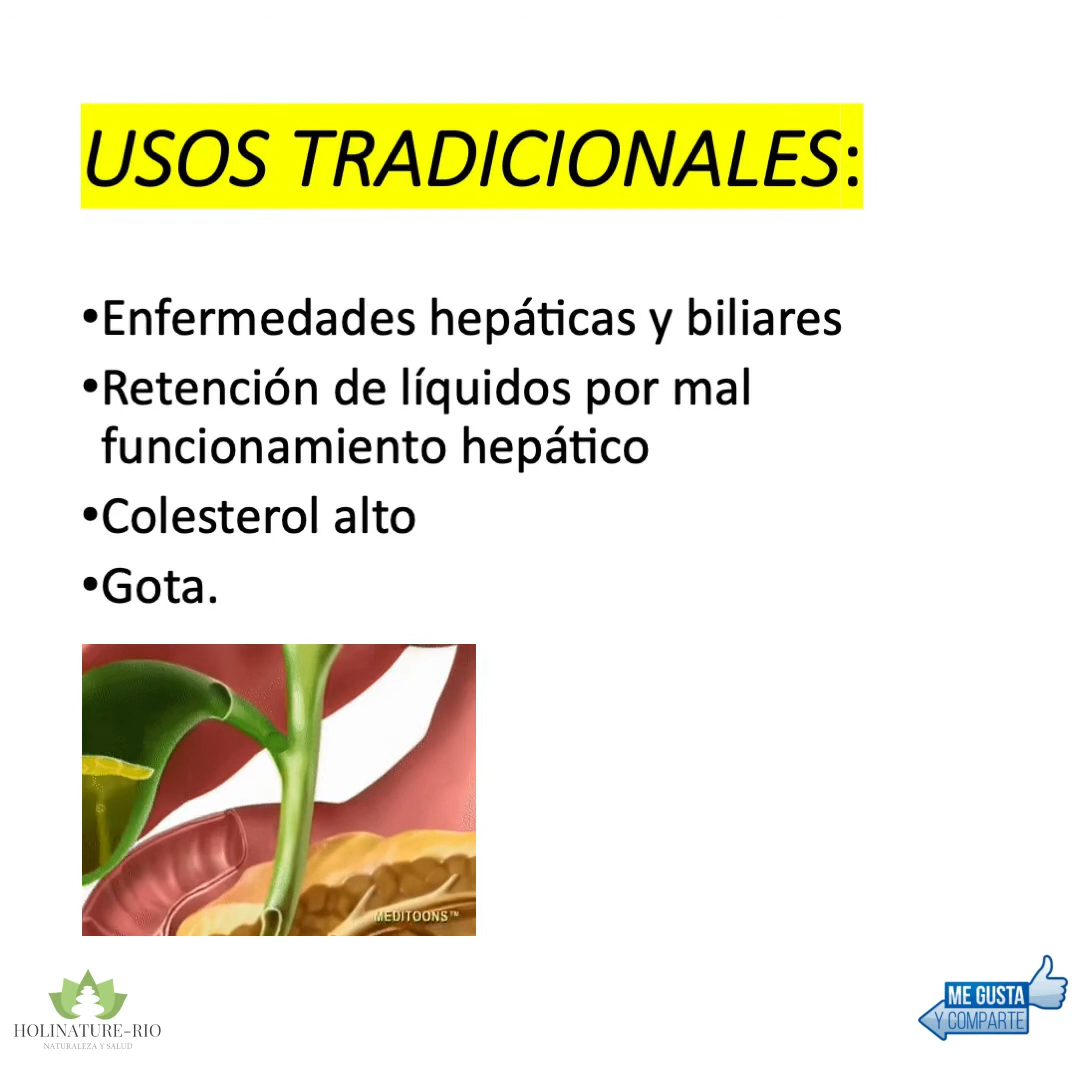 USOS TRADICIONALES:
•Enfermedades hepáticas y biliares
•Retención de líquidos por mal
funcionamiento hepático
•Colesterol alto
•Gota.
MEDITOONS™
HOLINATURE-RIO
NATURALEZA Y SALUD
ME GUSTA
Y COMPARTE